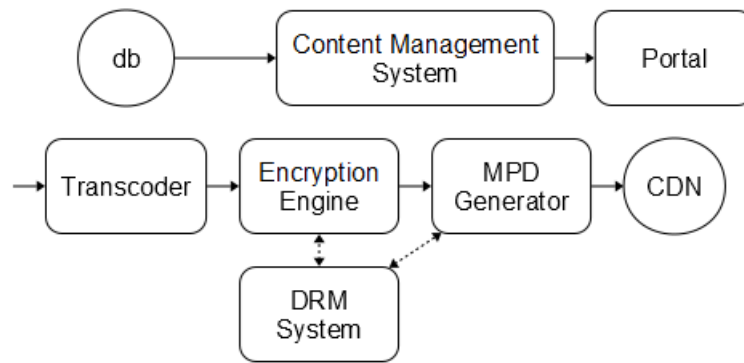 db
Content Management
System
Portal
Transcoder
Encryption
Engine
MPD
Generator
CDN
DRM
System